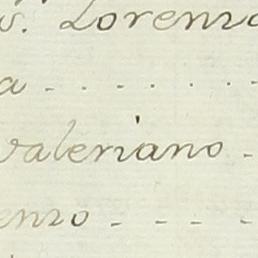 S. Lorenzo
a - . . . .
Valeriano -
enzo - - - -